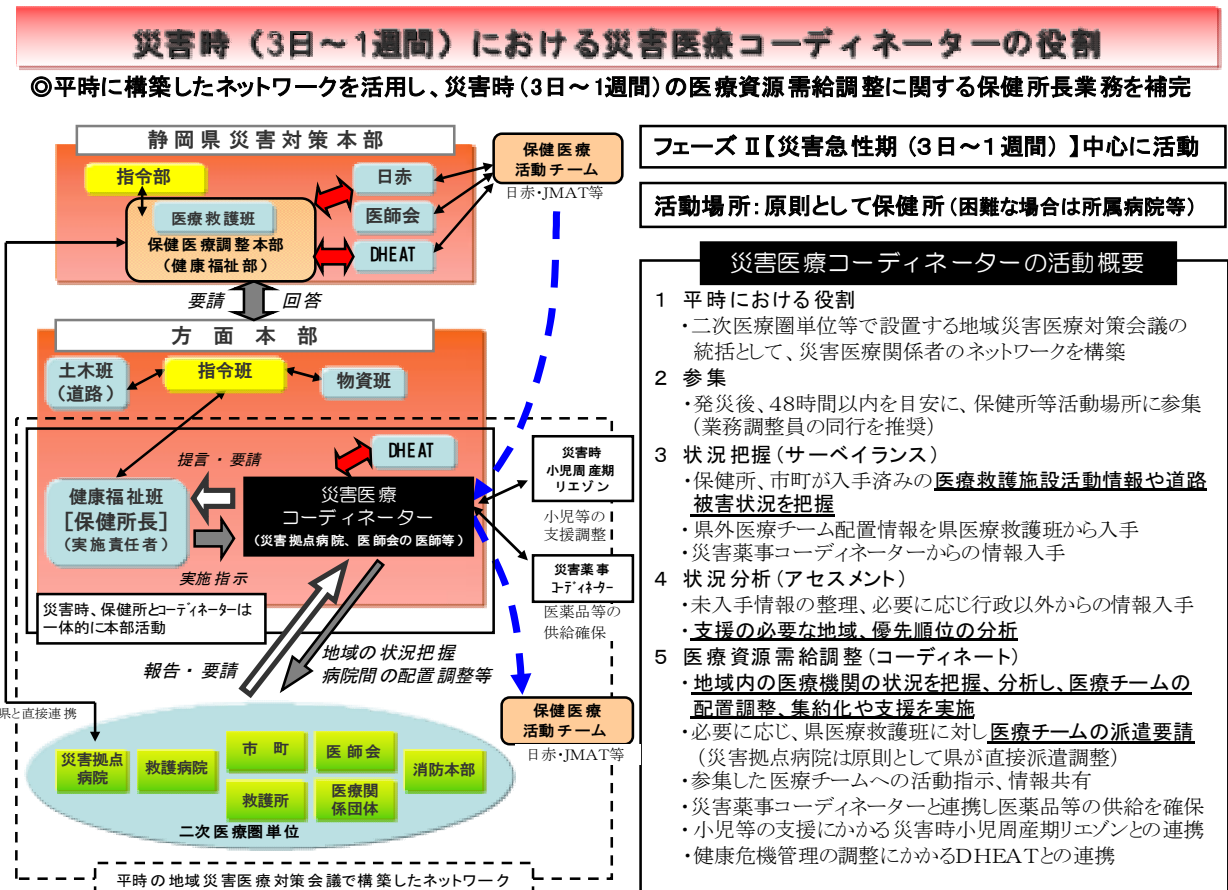 災害時（3日～1週間）における災害医療コーディネーターの役割
◎平時に構築したネットワークを活用し、災害時（3日～1週間）の医療資源需給調整に関する保健所長業務を補完
静岡県災害対策本部
指令部
医療救護班
保健医療調整本部
（健康福祉部）
日赤
医師会
DHEAT
保健医療
活動チーム
日赤・JMAT等
要請
回答
方面本部
土木班
（道路）
指令班
物資班
DHEAT
提言・要請
健康福祉班
［保健所長］
（実施責任者）
実施指示
災害医療
コーディネーター
（災害拠点病院、医師会の医師等）
災害時
小児周産期
リエゾン
小児等の
支援調整
災害薬事
コーディネーター
医薬品等の
供給確保
災害時、保健所とコーディネーターは
一体的に本部活動
報告・要請
地域の状況把握
病院間の配置調整等
県と直接連携
保健医療
活動チーム
日赤・JMAT等
災害拠点
病院
救護病院
市町
医師会
消防本部
救護所
医療関
係団体
二次医療圏単位
平時の地域災害医療対策会議で構築したネットワーク
フェーズⅡ【災害急性期（3日～1週間）】中心に活動
活動場所：原則として保健所（困難な場合は所属病院等）
災害医療コーディネーターの活動概要
1 平時における役割
・二次医療圏単位等で設置する地域災害医療対策会議の
統括として、災害医療関係者のネットワークを構築
2 参集
・発災後、48時間以内を目安に、保健所等活動場所に参集
（業務調整員の同行を推奨）
3 状況把握（サーベイランス）
・保健所、市町が入手済みの医療救護施設活動情報や道路
被害状況を把握
・県外医療チーム配置情報を県医療救護班から入手
・災害薬事コーディネーターからの情報入手
4 状況分析（アセスメント）
・未入手情報の整理、必要に応じ行政以外からの情報入手
・支援の必要な地域、優先順位の分析
5 医療資源需給調整（コーディネート）
・地域内の医療機関の状況を把握、分析し、医療チームの
配置調整、集約化や支援を実施
・必要に応じ、県医療救護班に対し医療チームの派遣要請
（災害拠点病院は原則として県が直接派遣調整）
・参集した医療チームへの活動指示、情報共有
・災害薬事コーディネーターと連携し医薬品等の供給を確保
・小児等の支援にかかる災害時小児周産期リエゾンとの連携
・健康危機管理の調整にかかるDHEATとの連携